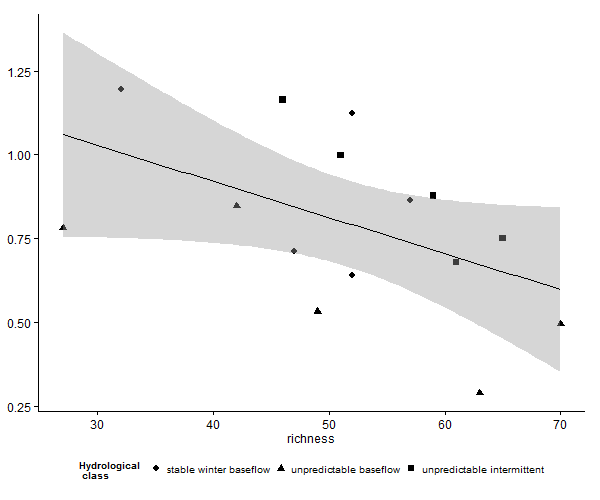 1.25
1.00
0.75
0.50
0.25
30 40 50 60 70
richness
Hydrological
class
stable winter baseflow unpredictable baseflow unpredictable intermittent